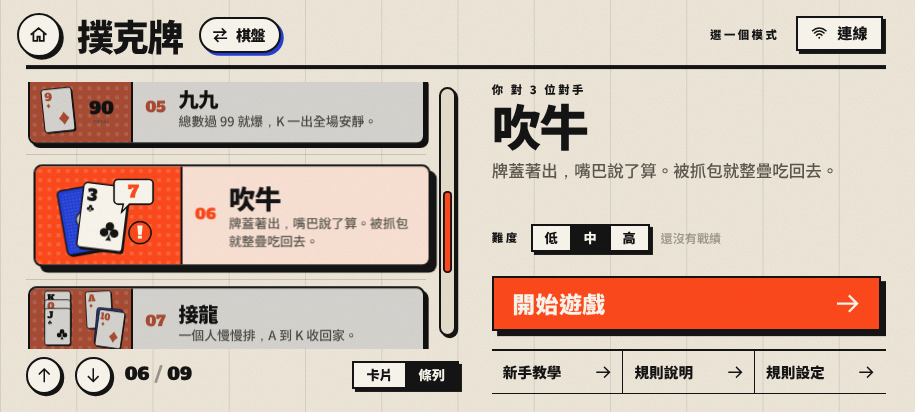 撲克牌
棋盤
選一個模式
連線
9
90
05
九九
總數過 99 就爆，K 一出全場安靜。
3
7
!
06
吹牛
牌蓋著出，嘴巴說了算。被抓包
就整疊吃回去。
K
Q
J
A
10
07
接龍
一個人慢慢排，A 到 K 收回家。
06 / 09
卡片
條列
你 對 3 位對手
吹牛
牌蓋著出，嘴巴說了算。被抓包就整疊吃回去。
難度
低
中
高
還沒有戰績
開始遊戲
新手教學
規則說明
規則設定